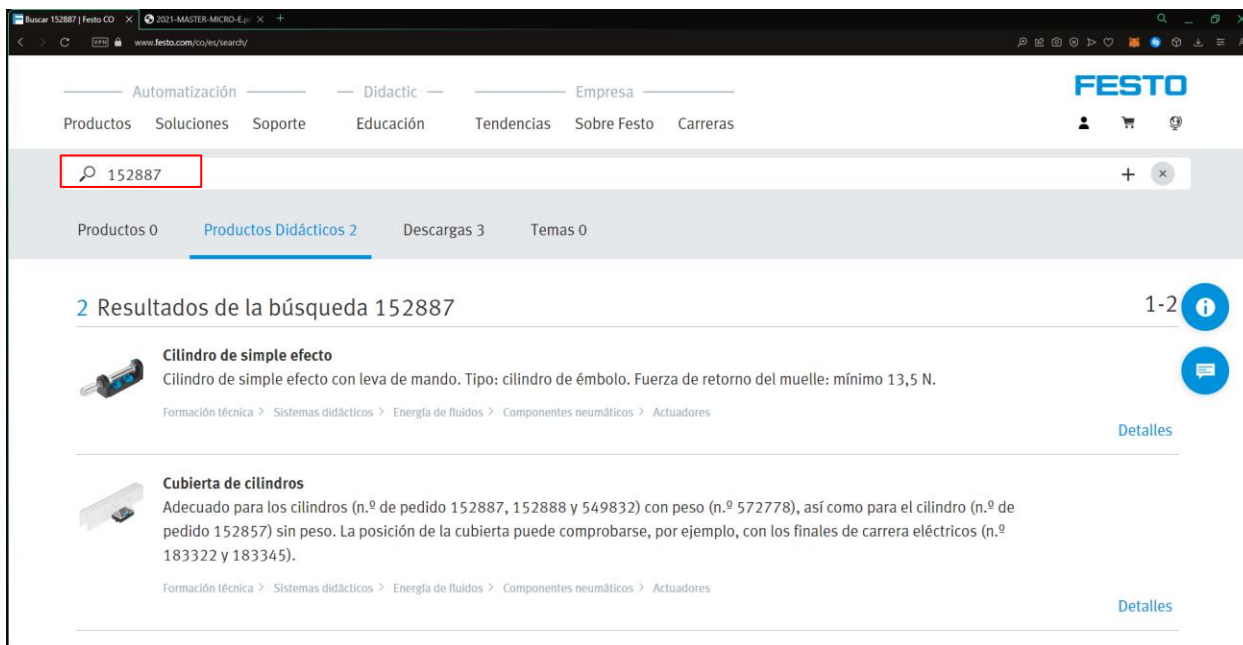 Buscar 152887 | Festo CO
2021-MASTER-MICRO-E.p
VPN www.festo.com/co/es/search/
Automatización Didactic Empresa
FESTO
Productos Soluciones Soporte Educación Tendencias Sobre Festo Carreras
152887
Productos 0 Productos Didácticos 2 Descargas 3 Temas 0
2 Resultados de la búsqueda 152887 1-2
Cilindro de simple efecto
Cilindro de simple efecto con leva de mando. Tipo: cilindro de émbolo. Fuerza de retorno del muelle: mínimo 13,5 N.
Formación técnica > Sistemas didácticos > Energía de fluidos > Componentes neumáticos > Actuadores
Detalles
Cubierta de cilindros
Adecuado para los cilindros (n.º de pedido 152887, 152888 y 549832) con peso (n.º 572778), así como para el cilindro (n.º de
pedido 152857) sin peso. La posición de la cubierta puede comprobarse, por ejemplo, con los finales de carrera eléctricos (n.º
183322 y 183345).
Formación técnica > Sistemas didácticos > Energía de fluidos > Componentes neumáticos > Actuadores
Detalles